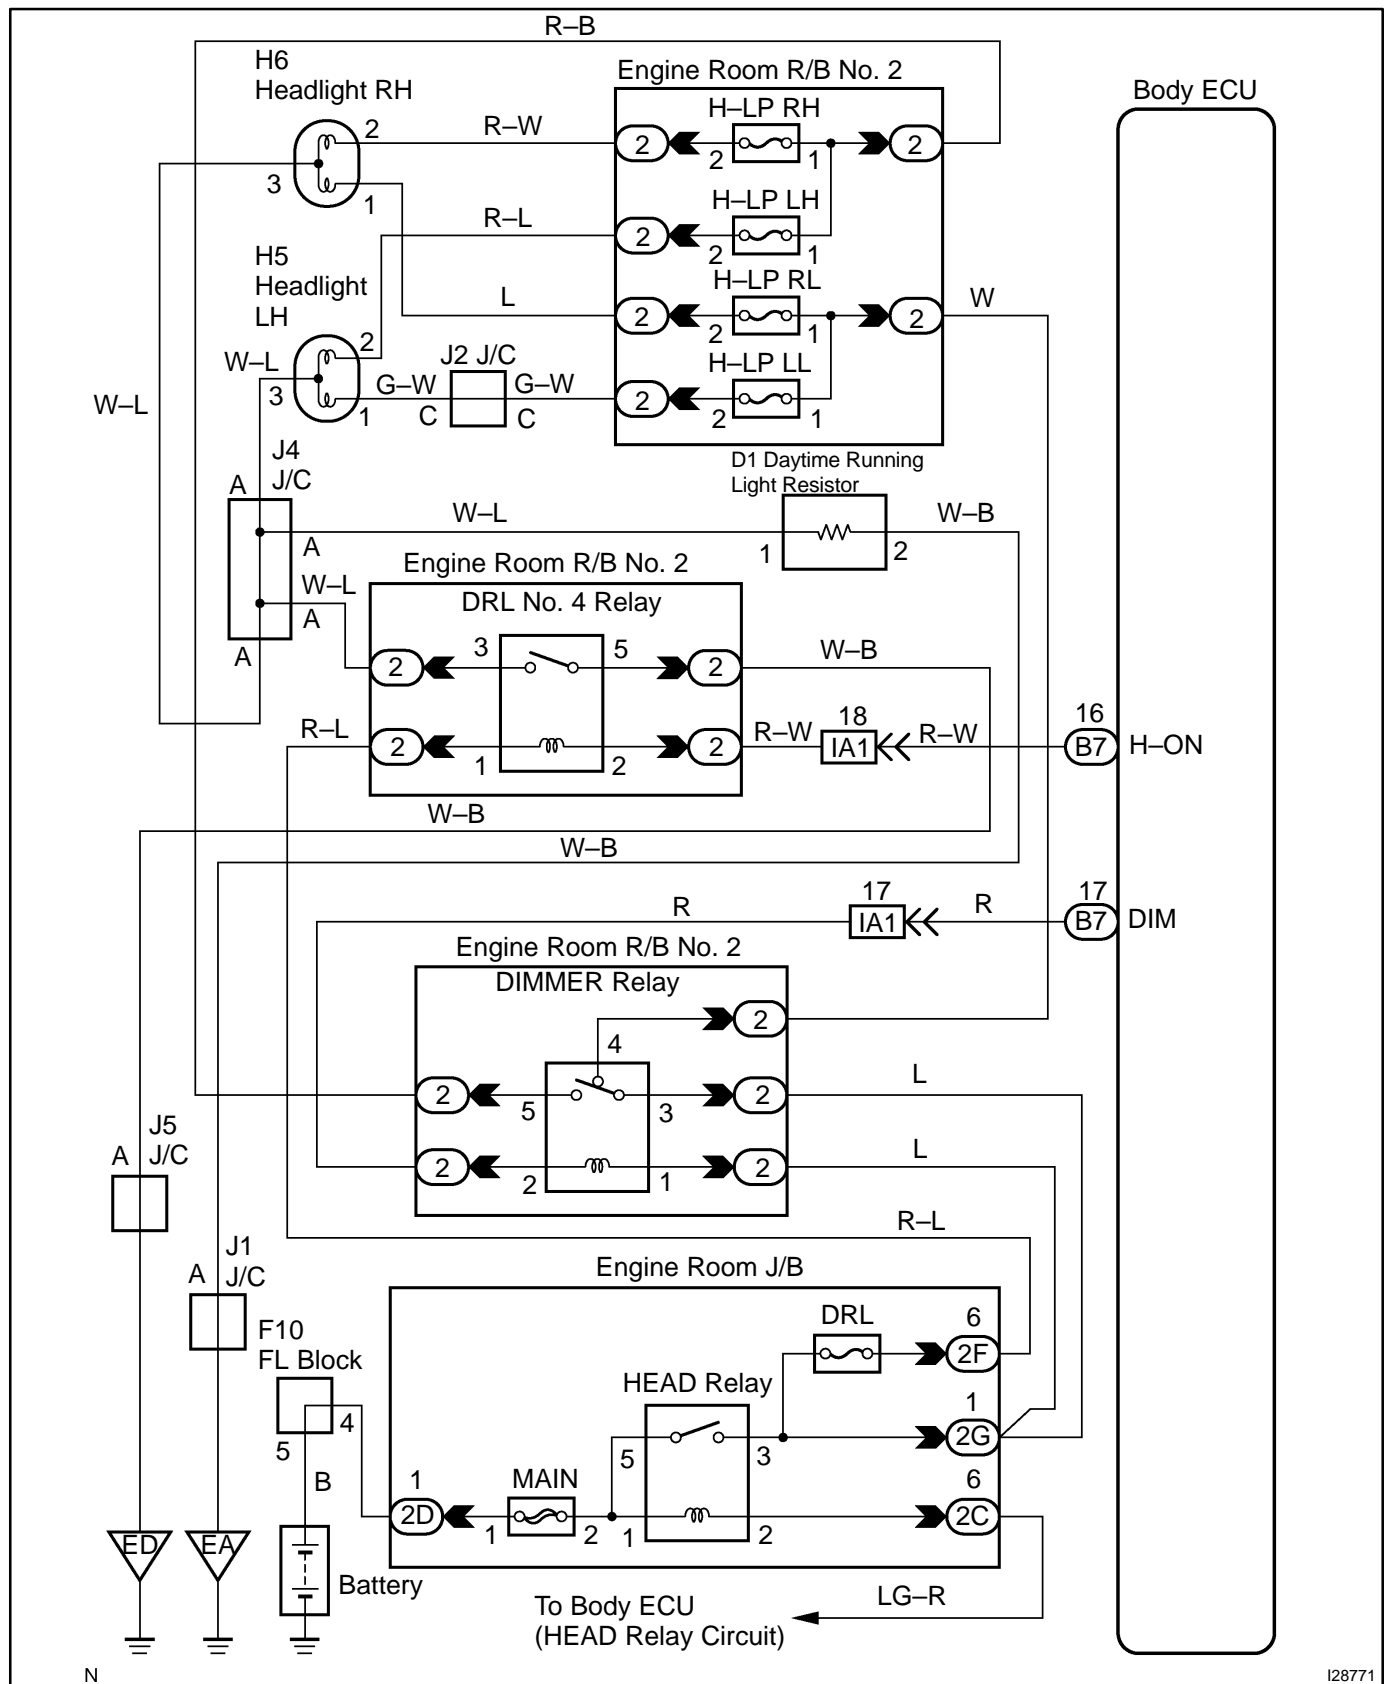 R–B
H6
Headlight RH
Engine Room R/B No. 2
Body ECU
H–LP RH
2
R–W
2
2 1
2
3
1
H–LP LH
R–L
2
2 1
H5
Headlight
LH
H–LP RL
L
2
2 1
2
W
2
J2 J/C
H–LP LL
W–L
3
G–W
G–W
1
C
C
2
2 1
W–L
J4
J/C
A
D1 Daytime Running
Light Resistor
W–L
W–B
A
1
2
Engine Room R/B No. 2
W–L
A
DRL No. 4 Relay
A
2
3
5
2
W–B
R–L
2
1
2
2
R–W
18
IA1
R–W
16
B7
H–ON
W–B
W–B
R
17
IA1
R
17
B7
DIM
Engine Room R/B No. 2
DIMMER Relay
2
4
2
5
3
2
L
J5
J/C
A
2
2
1
2
L
R–L
J1
J/C
A
Engine Room J/B
F10
FL Block
DRL
6
2F
HEAD Relay
4
5
1
2G
5
3
B
1
2D
MAIN
1 2
1
2
6
2C
ED
EA
Battery
To Body ECU
(HEAD Relay Circuit)
LG–R
N
I28771